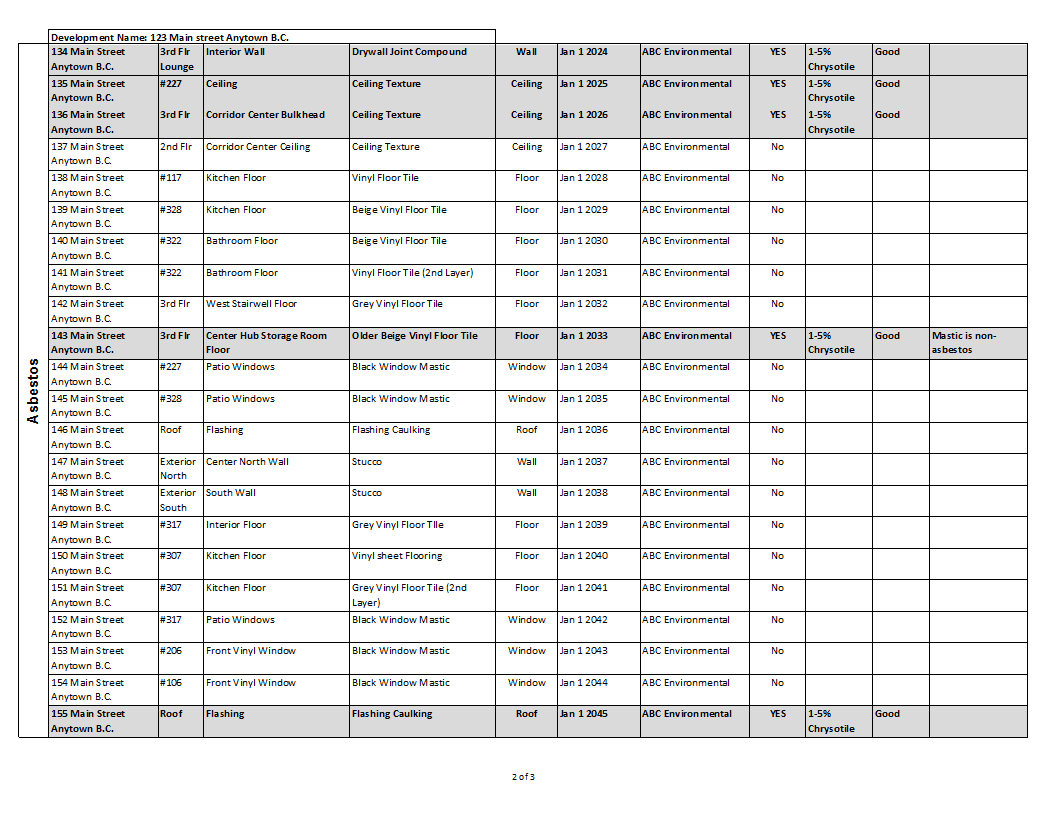 Development Name: 123 Main street Anytown B.C.
134 Main Street 3rd Flr Interior Wall Drywall Joint Compound Wall Jan 1 2024 ABC Environmental YES 1-5% Good
Anytown B.C. Lounge Chrysotile
135 Main Street #227 Ceiling Ceiling Texture Ceiling Jan 1 2025 ABC Environmental YES 1-5% Good
Anytown B.C. Chrysotile
136 Main Street 3rd Flr Corridor Center Bulkhead Ceiling Texture Ceiling Jan 1 2026 ABC Environmental YES 1-5% Good
Anytown B.C. Chrysotile
137 Main Street 2nd Flr Corridor Center Ceiling Ceiling Texture Ceiling Jan 1 2027 ABC Environmental No
Anytown B.C.
138 Main Street #117 Kitchen Floor Vinyl Floor Tile Floor Jan 1 2028 ABC Environmental No
Anytown B.C.
139 Main Street #328 Kitchen Floor Beige Vinyl Floor Tile Floor Jan 1 2029 ABC Environmental No
Anytown B.C.
140 Main Street #322 Bathroom Floor Beige Vinyl Floor Tile Floor Jan 1 2030 ABC Environmental No
Anytown B.C.
141 Main Street #322 Bathroom Floor Vinyl Floor Tile (2nd Layer) Floor Jan 1 2031 ABC Environmental No
Anytown B.C.
142 Main Street 3rd Flr West Stairwell Floor Grey Vinyl Floor Tile Floor Jan 1 2032 ABC Environmental No
Anytown B.C.
143 Main Street 3rd Flr Center Hub Storage Room Older Beige Vinyl Floor Tile Floor Jan 1 2033 ABC Environmental YES 1-5% Good Mastic is non-
Anytown B.C. Floor Chrysotile asbestos
144 Main Street #227 Patio Windows Black Window Mastic Window Jan 1 2034 ABC Environmental No
Anytown B.C.
145 Main Street #328 Patio Windows Black Window Mastic Window Jan 1 2035 ABC Environmental No
Anytown B.C.
146 Main Street Roof Flashing Flashing Caulking Roof Jan 1 2036 ABC Environmental No
Anytown B.C.
147 Main Street Exterior Center North Wall Stucco Wall Jan 1 2037 ABC Environmental No
Anytown B.C. North
148 Main Street Exterior South Wall Stucco Wall Jan 1 2038 ABC Environmental No
Anytown B.C. South
149 Main Street #317 Interior Floor Grey Vinyl Floor TIle Floor Jan 1 2039 ABC Environmental No
Anytown B.C.
150 Main Street #307 Kitchen Floor Vinyl sheet Flooring Floor Jan 1 2040 ABC Environmental No
Anytown B.C.
151 Main Street #307 Kitchen Floor Grey Vinyl Floor Tile (2nd Floor Jan 1 2041 ABC Environmental No
Anytown B.C. Layer)
152 Main Street #317 Patio Windows Black Window Mastic Window Jan 1 2042 ABC Environmental No
Anytown B.C.
153 Main Street #206 Front Vinyl Window Black Window Mastic Window Jan 1 2043 ABC Environmental No
Anytown B.C.
154 Main Street #106 Front Vinyl Window Black Window Mastic Window Jan 1 2044 ABC Environmental No
Anytown B.C.
155 Main Street Roof Flashing Flashing Caulking Roof Jan 1 2045 ABC Environmental YES 1-5% Good
Anytown B.C. Chrysotile
Asbestos
2 of 3